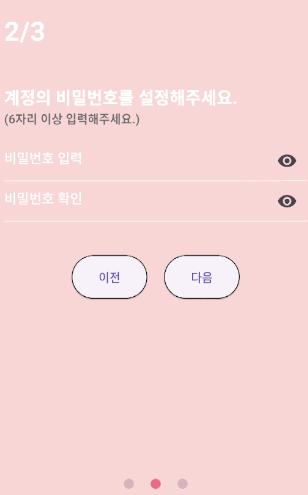 2/3
계정의 비밀번호를 설정해주세요.
(6자리 이상 입력해주세요.)
비밀번호 입력
비밀번호 확인
이전
다음